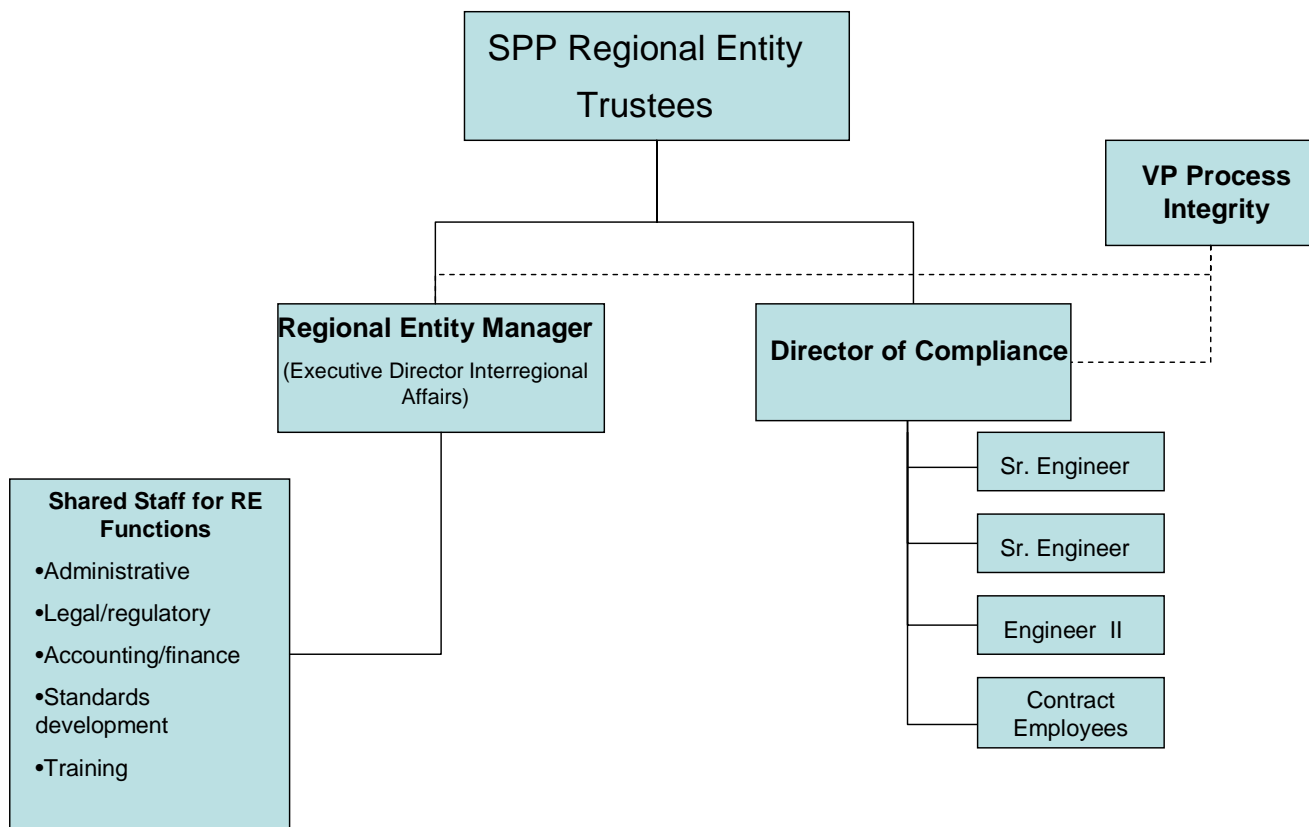 SPP Regional Entity
Trustees
VP Process
Integrity
Regional Entity Manager
(Executive Director Interregional
Affairs)
Director of Compliance
Sr. Engineer
Sr. Engineer
Engineer II
Contract
Employees
Shared Staff for RE
Functions
•Administrative
•Legal/regulatory
•Accounting/finance
•Standards
development
•Training